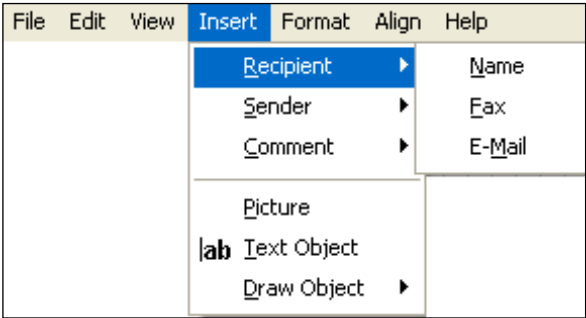 File Edit View Insert Format Align Help
Recipient Name
Sender Fax
Comment E-Mail
Picture
ab Text Object
Draw Object